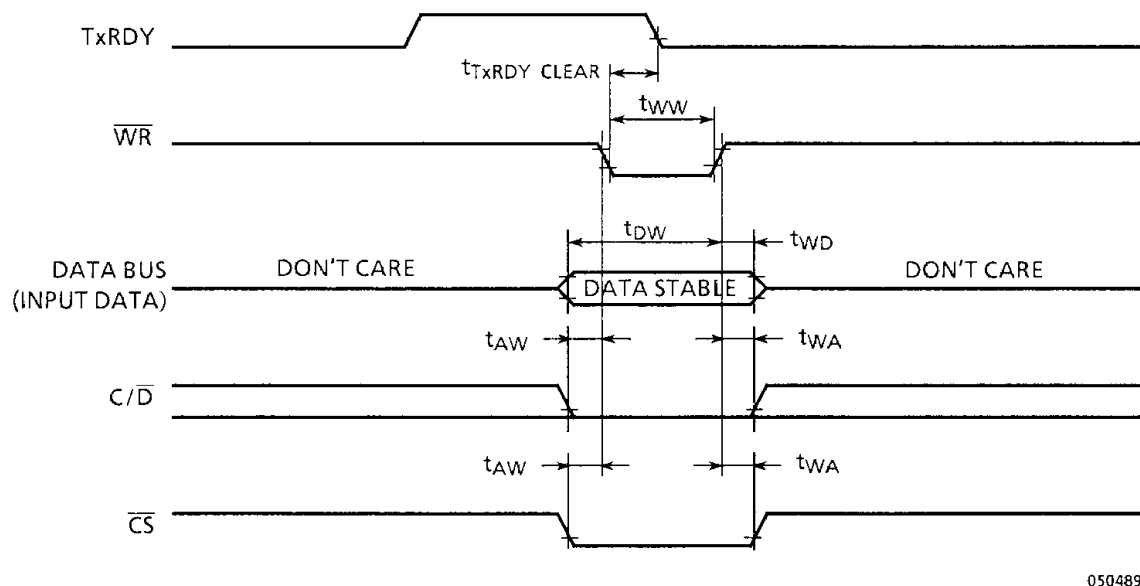 TxRDY
tTxRDY CLEAR
tWW
WR
tDW
tWD
DATA BUS
(INPUT DATA)
DON'T CARE
DATA STABLE
DON'T CARE
tAW
tWA
C/D
tAW
tWA
CS
050489